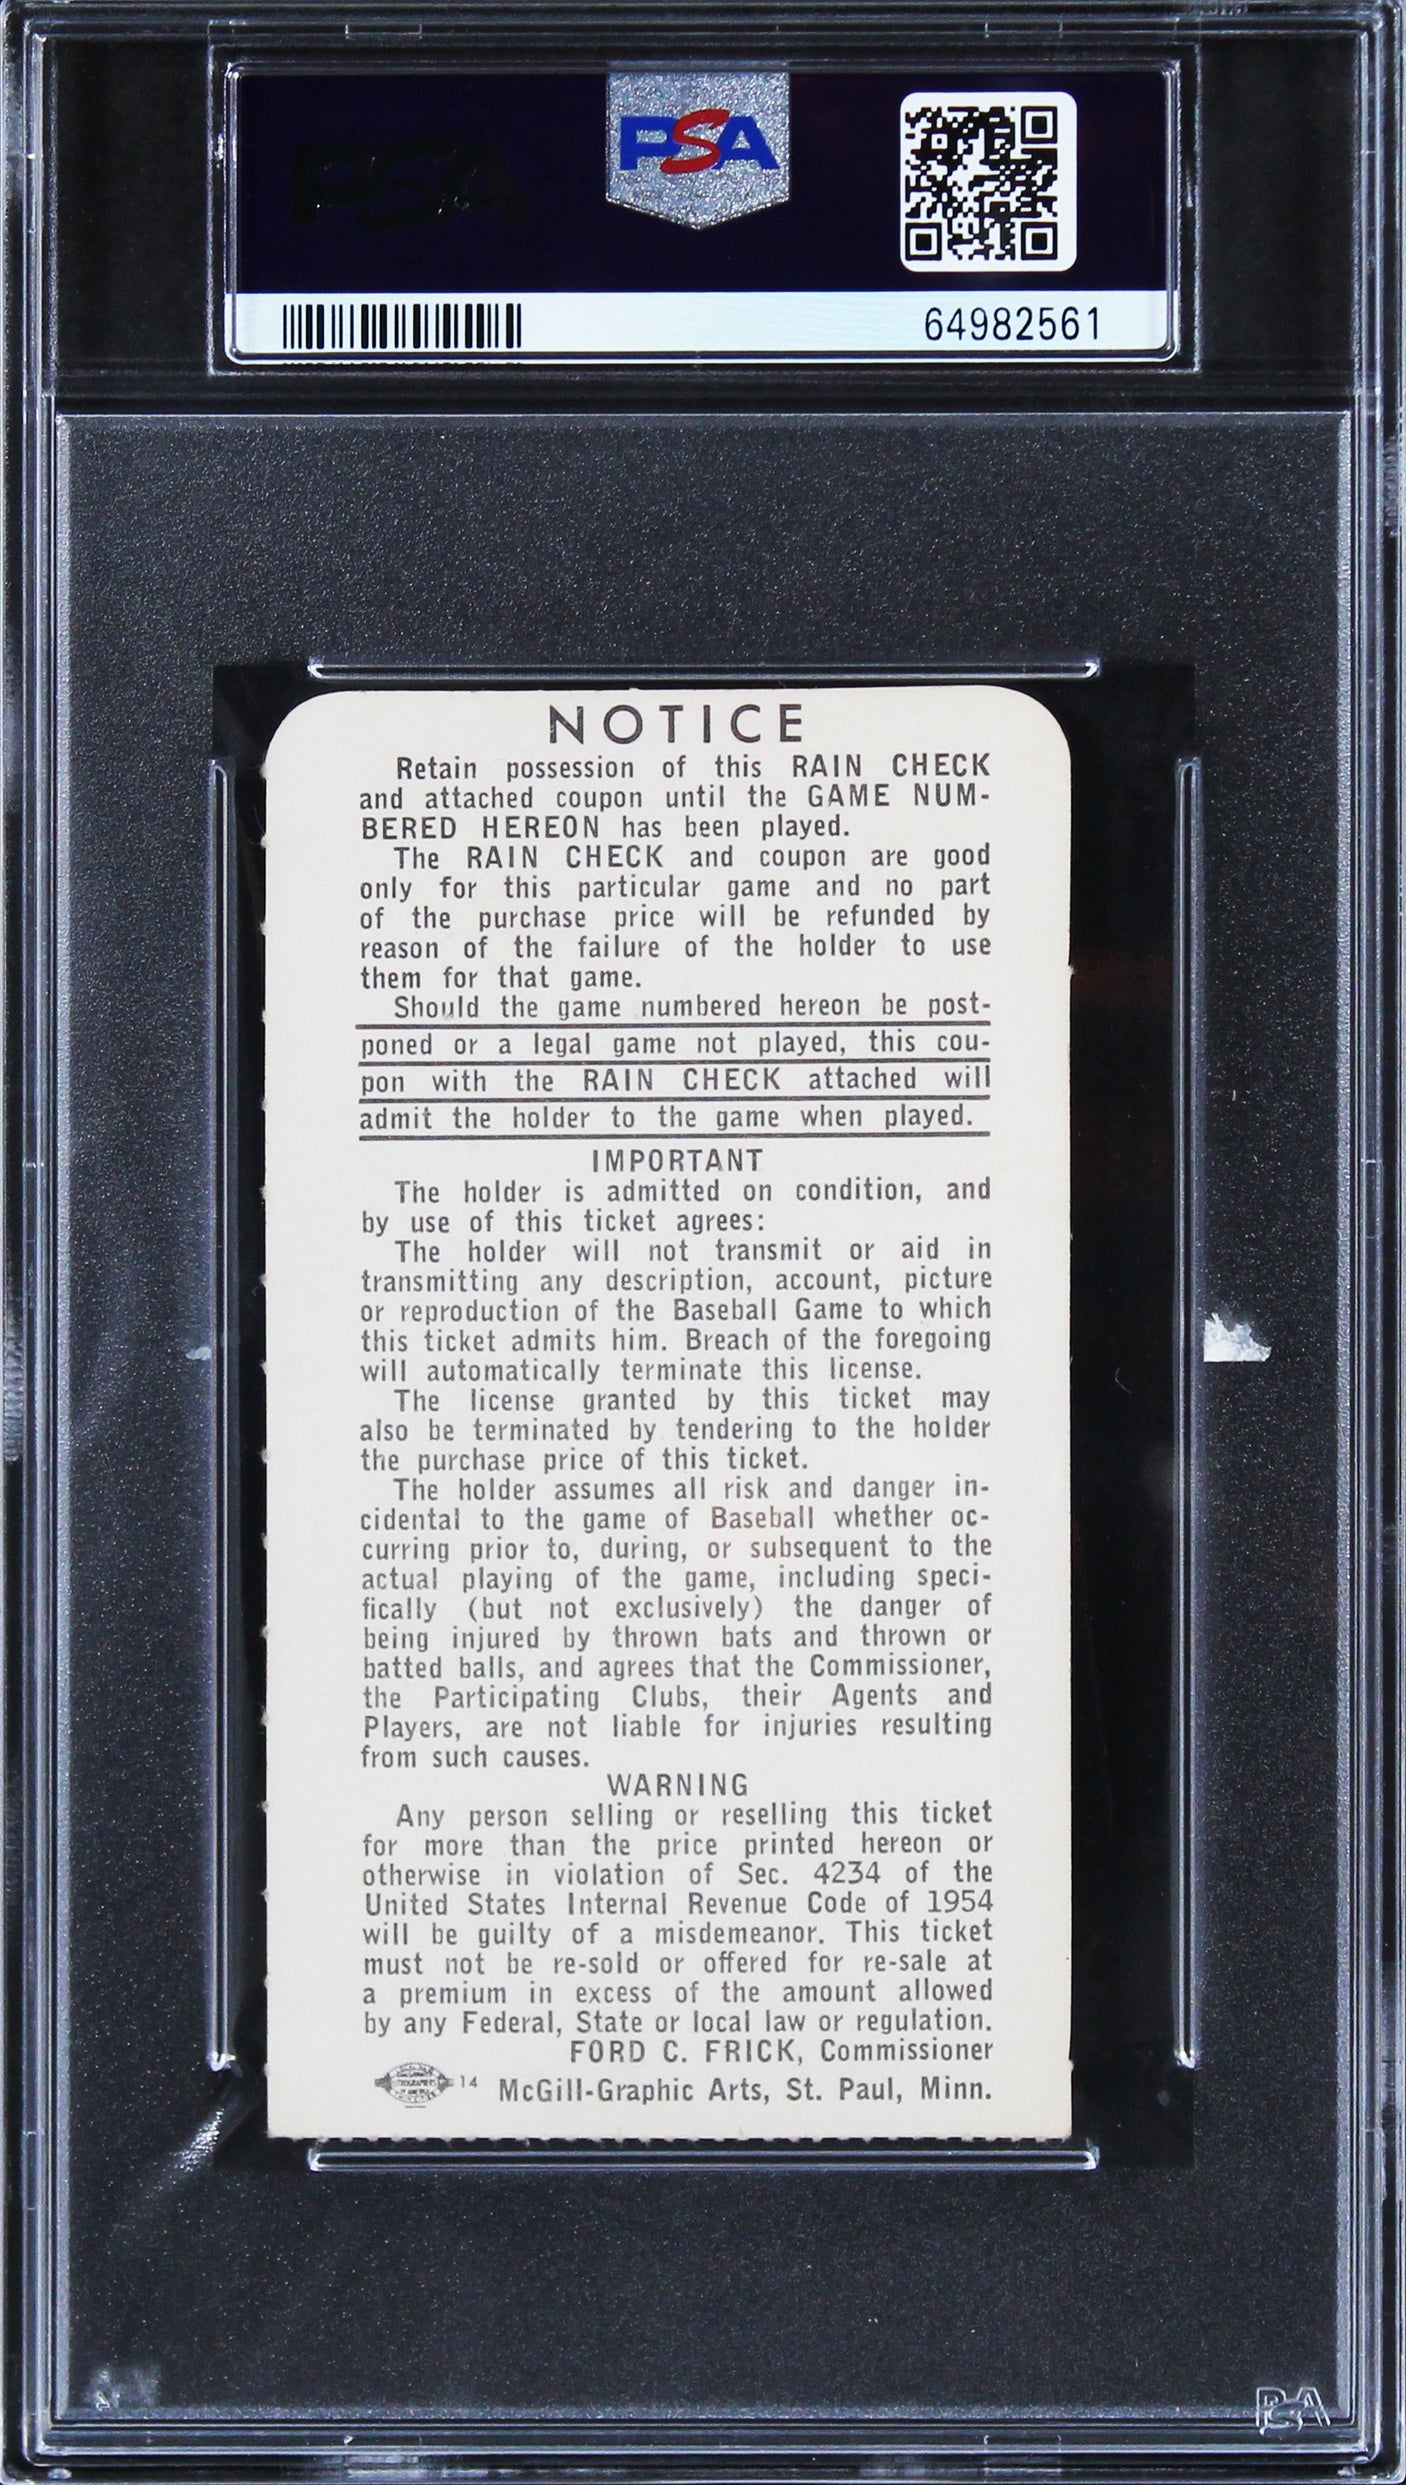 PSA
64982561
NOTICE
Retain possession of this RAIN CHECK
and attached coupon until the GAME NUM-
BERED HEREON has been played.
The RAIN CHECK and coupon are good
only for this particular game and no part
of the purchase price will be refunded by
reason of the failure of the holder to use
them for that game.
Should the game numbered hereon be post-
poned or a legal game not played, this cou-
pon with the RAIN CHECK attached will
admit the holder to the game when played.
IMPORTANT
The holder is admitted on condition, and
by use of this ticket agrees:
The holder will not transmit or aid in
transmitting any description, account, picture
or reproduction of the Baseball Game to which
this ticket admits him. Breach of the foregoing
will automatically terminate this license.
The license granted by this ticket may
also be terminated by tendering to the holder
the purchase price of this ticket.
The holder assumes all risk and danger in-
cidental to the game of Baseball whether oc-
curring prior to, during, or subsequent to the
actual playing of the game, including speci-
fically (but not exclusively) the danger of
being injured by thrown bats and thrown or
batted balls, and agrees that the Commissioner,
the Participating Clubs, their Agents and
Players, are not liable for injuries resulting
from such causes.
WARNING
Any person selling or reselling this ticket
for more than the price printed hereon or
otherwise in violation of Sec. 4234 of the
United States Internal Revenue Code of 1954
will be guilty of a misdemeanor. This ticket
must not be re-sold or offered for re-sale at
a premium in excess of the amount allowed
by any Federal, State or local law or regulation.
FORD C. FRICK, Commissioner
14 McGill-Graphic Arts, St. Paul, Minn.
PSA